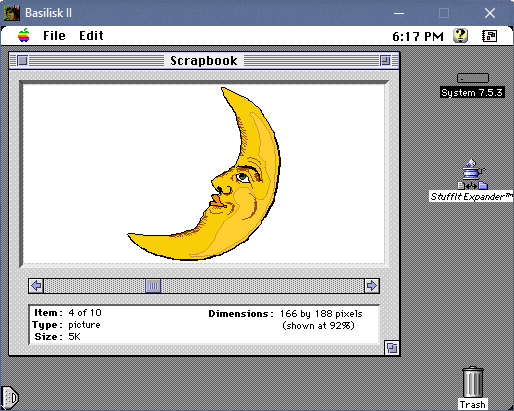 Basilisk II
File Edit 6:17 PM
Scrapbook
System 7.5.3
StuffIt Expander™
Item: 4 of 10
Type: picture
Size: 5K
Dimensions: 166 by 188 pixels
(shown at 92%)
Trash